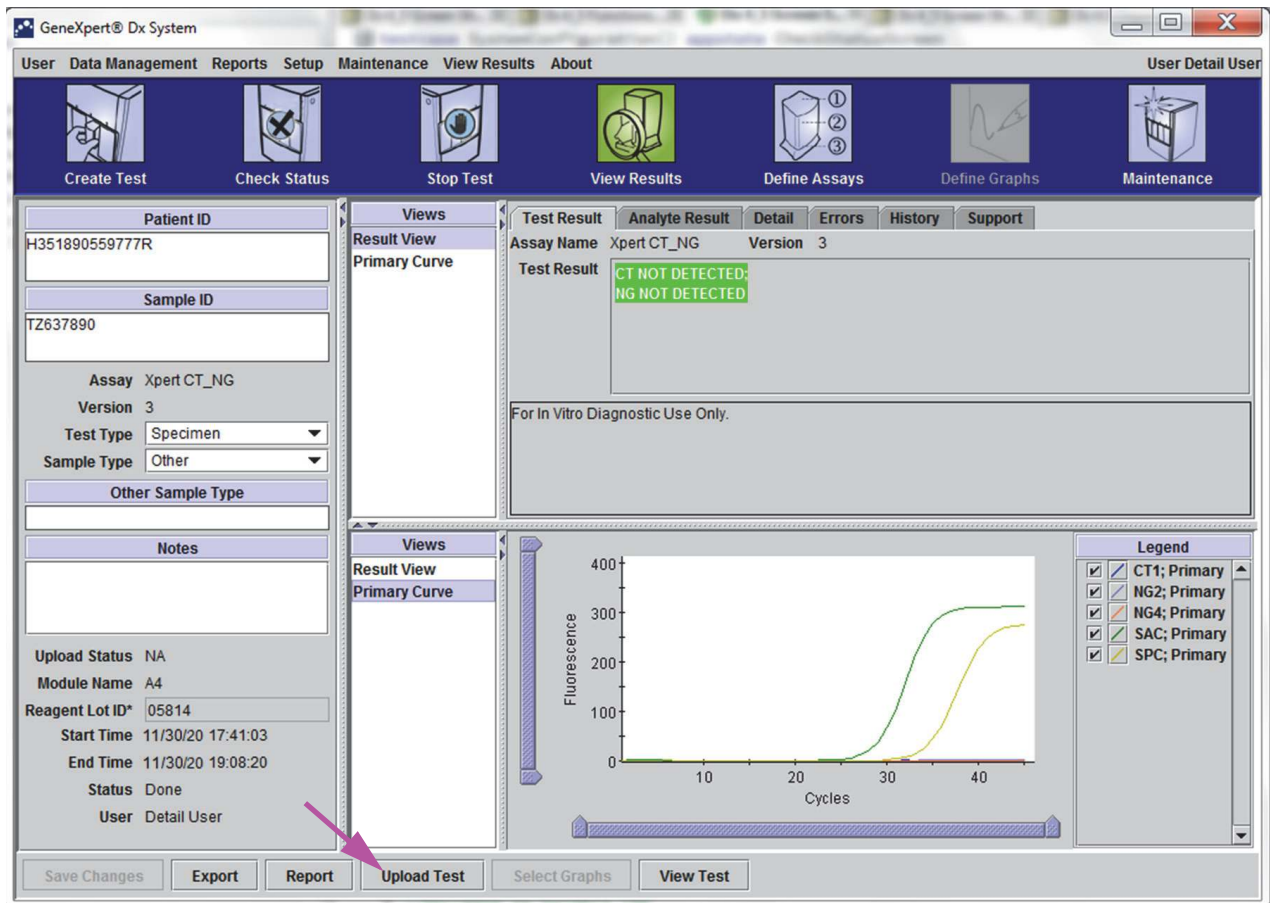 GeneXpert® Dx System
User Data Management Reports Setup Maintenance View Results About User Detail User
Create Test Check Status Stop Test View Results Define Assays Define Graphs Maintenance
1
2
3
Patient ID
H351890559777R
Sample ID
TZ637890
Assay Xpert CT_NG
Version 3
Test Type Specimen
Sample Type Other
Other Sample Type
Notes
Upload Status NA
Module Name A4
Reagent Lot ID* 05814
Start Time 11/30/20 17:41:03
End Time 11/30/20 19:08:20
Status Done
User Detail User
Views
Result View
Primary Curve
Test Result Analyte Result Detail Errors History Support
Assay Name Xpert CT_NG Version 3
Test Result CT NOT DETECTED;
NG NOT DETECTED
For In Vitro Diagnostic Use Only.
Views
Result View
Primary Curve
Fluorescence
400
300
200
100
0
10 20 30 40
Cycles
Legend
CT1; Primary
NG2; Primary
NG4; Primary
SAC; Primary
SPC; Primary
Save Changes Export Report Upload Test Select Graphs View Test